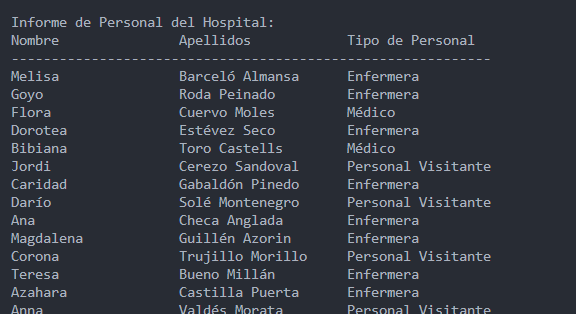 Informe de Personal del Hospital:
Nombre Apellidos Tipo de Personal
------------------------------------------------------------
Melisa Barceló Almansa Enfermera
Goyo Roda Peinado Enfermera
Flora Cuervo Moles Médico
Dorotea Estévez Seco Enfermera
Bibiana Toro Castells Médico
Jordi Cerezo Sandoval Personal Visitante
Caridad Gabaldón Pinedo Enfermera
Darío Solé Montenegro Personal Visitante
Ana Checa Anglada Enfermera
Magdalena Guillén Azorin Enfermera
Corona Trujillo Morillo Personal Visitante
Teresa Bueno Millán Enfermera
Azahara Castilla Puerta Enfermera
Anna Valdés Morata Personal Visitante